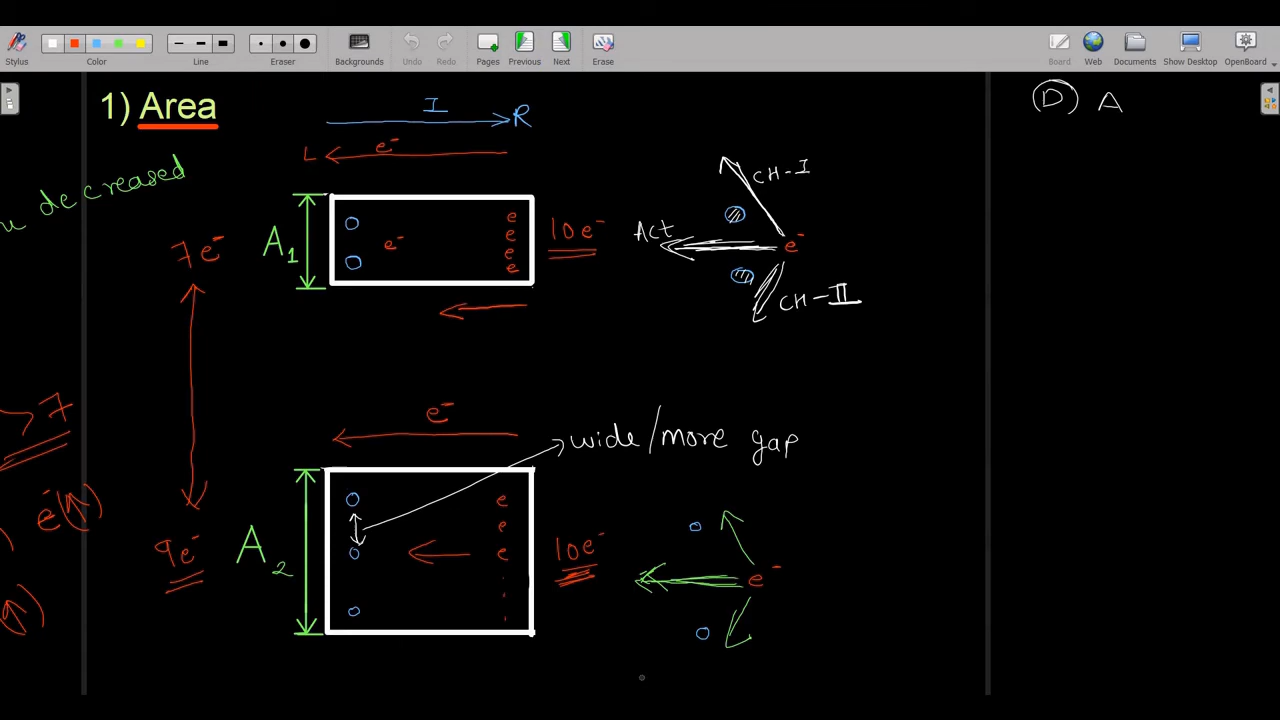 Stylus
Color
Line
Eraser
Backgrounds
Undo
Redo
Pages
Previous
Next
Erase
Board
Web
Documents
Show Desktop
OpenBoard
1) Area
I
R
L
e⁻
decreased
7e⁻
A₁
e⁻
e
e
e
e
10e⁻
Act
CH-I
e⁻
CH-II
D A
>7
e⁻(↑)
(↑)
9e⁻
A₂
e⁻
wide/more gap
e
e
e
10e⁻
e⁻